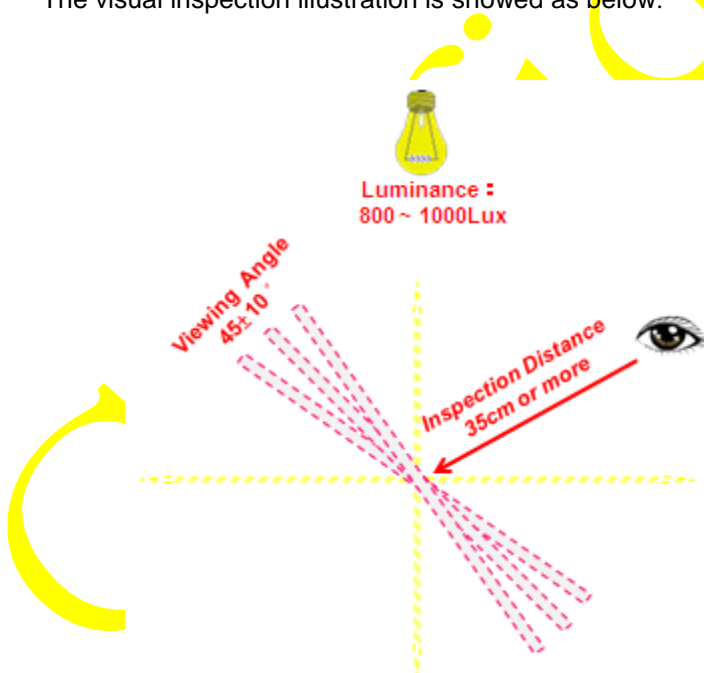 The visual inspection illustration is showed as below:
Luminance：
800 ~ 1000Lux
Viewing Angle
45±10°
Inspection Distance
35cm or more